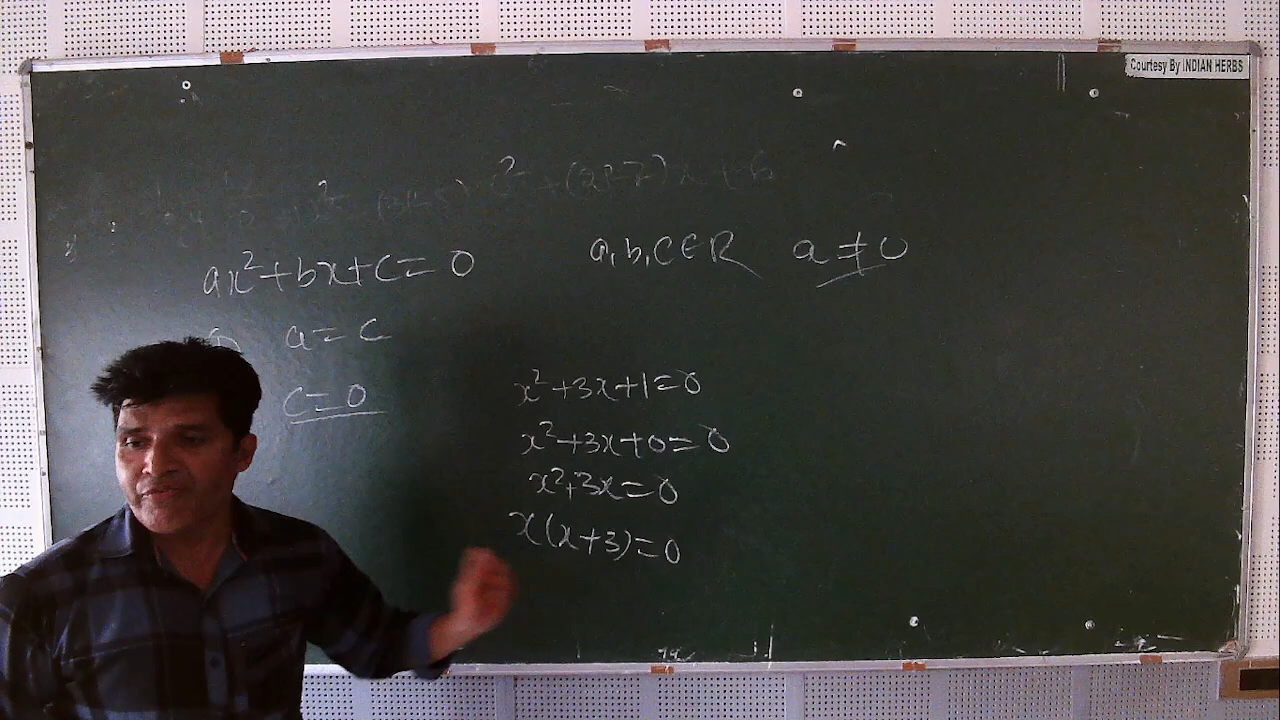 Courtesy By INDIAN HERBS
ax²+bx+c=0 a,b,c∈R a≠0
a=c
c=0
x²+3x+1=0
x²+3x+0=0
x²+3x=0
x(x+3)=0